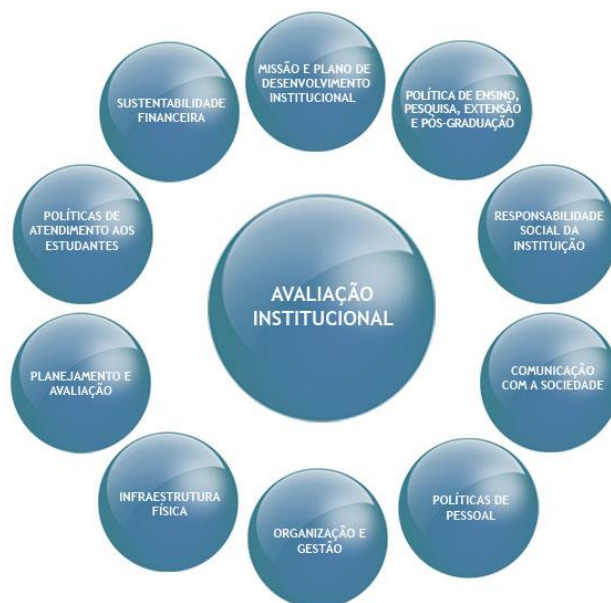 MISSÃO E PLANO DE
DESENVOLVIMENTO
INSTITUCIONAL
POLÍTICA DE ENSINO,
PESQUISA, EXTENSÃO
E PÓS-GRADUAÇÃO
RESPONSABILIDADE
SOCIAL DA
INSTITUIÇÃO
COMUNICAÇÃO
COM A SOCIEDADE
POLÍTICAS DE
PESSOAL
ORGANIZAÇÃO E
GESTÃO
INFRAESTRUTURA
FÍSICA
PLANEJAMENTO E
AVALIAÇÃO
POLÍTICAS DE
ATENDIMENTO AOS
ESTUDANTES
SUSTENTABILIDADE
FINANCEIRA
AVALIAÇÃO
INSTITUCIONAL